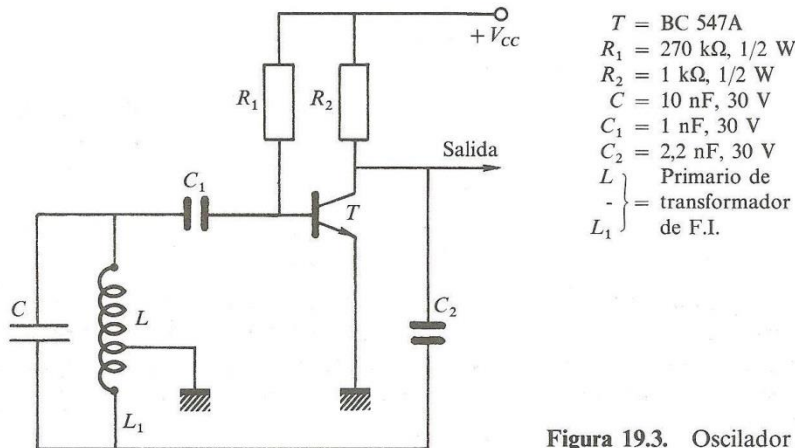 + V_CC
R_1
R_2
Salida
C_1
T
C
L
C_2
L_1
T = BC 547A
R_1 = 270 kΩ, 1/2 W
R_2 = 1 kΩ, 1/2 W
C = 10 nF, 30 V
C_1 = 1 nF, 30 V
C_2 = 2,2 nF, 30 V
L Primario de
- } = transformador
L_1 de F.I.
Figura 19.3. Oscilador